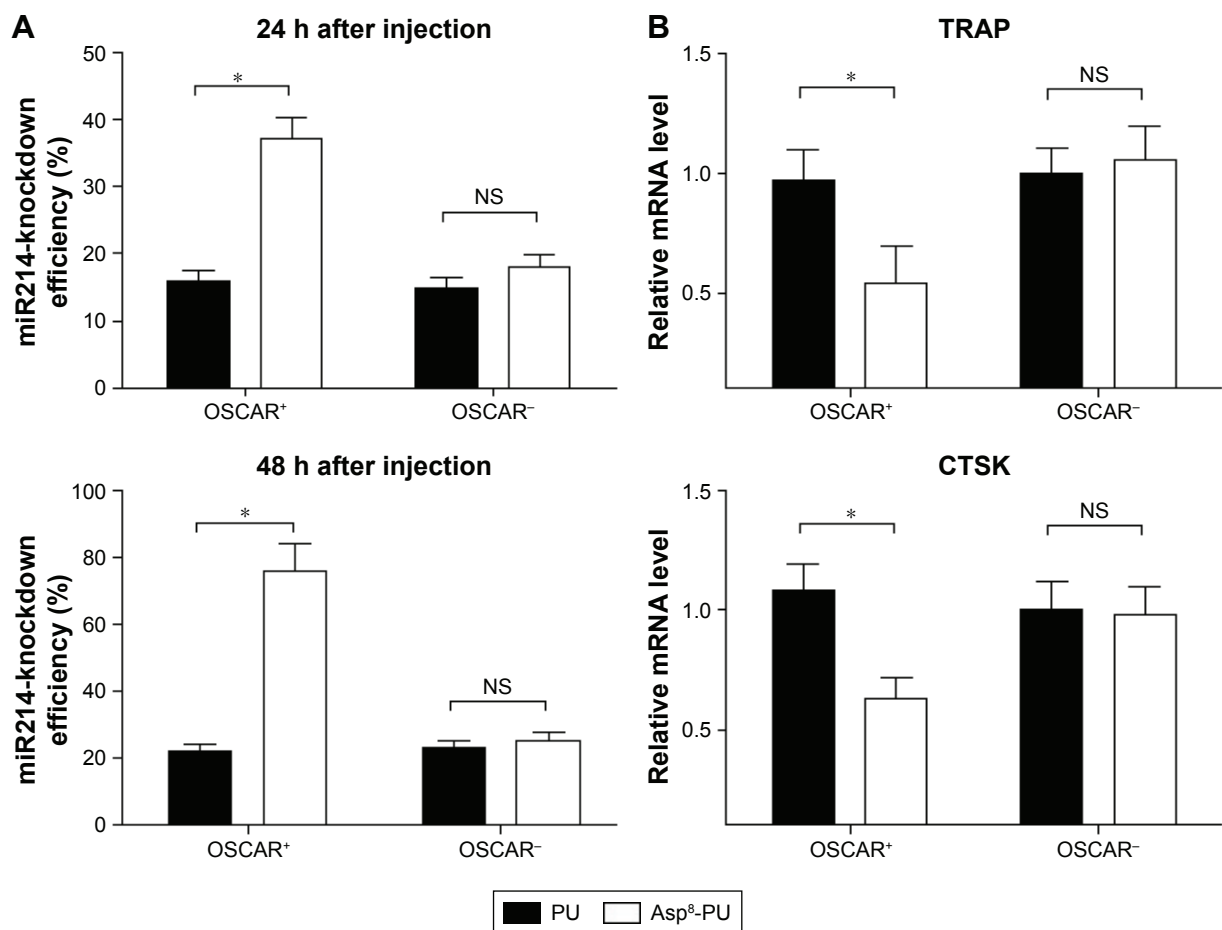 A
24 h after injection
miR214-knockdown
efficiency (%)
50
40
30
20
10
0
*
NS
OSCAR⁺
OSCAR⁻
B
TRAP
Relative mRNA level
1.5
1.0
0.5
*
NS
OSCAR⁺
OSCAR⁻
48 h after injection
miR214-knockdown
efficiency (%)
100
80
60
40
20
0
*
NS
OSCAR⁺
OSCAR⁻
CTSK
Relative mRNA level
1.5
1.0
0.5
*
NS
OSCAR⁺
OSCAR⁻
PU
Asp⁸-PU